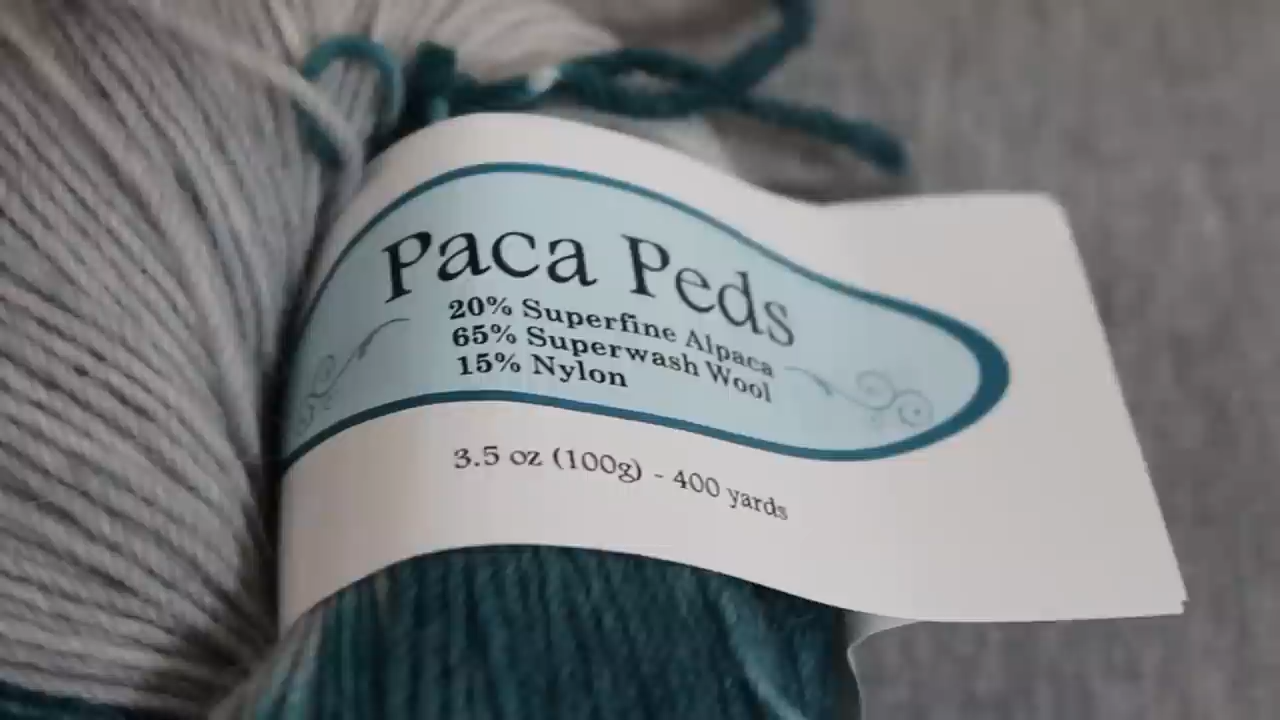 Paca Peds
20% Superfine Alpaca
65% Superwash Wool
15% Nylon
3.5 oz (100g) - 400 yards